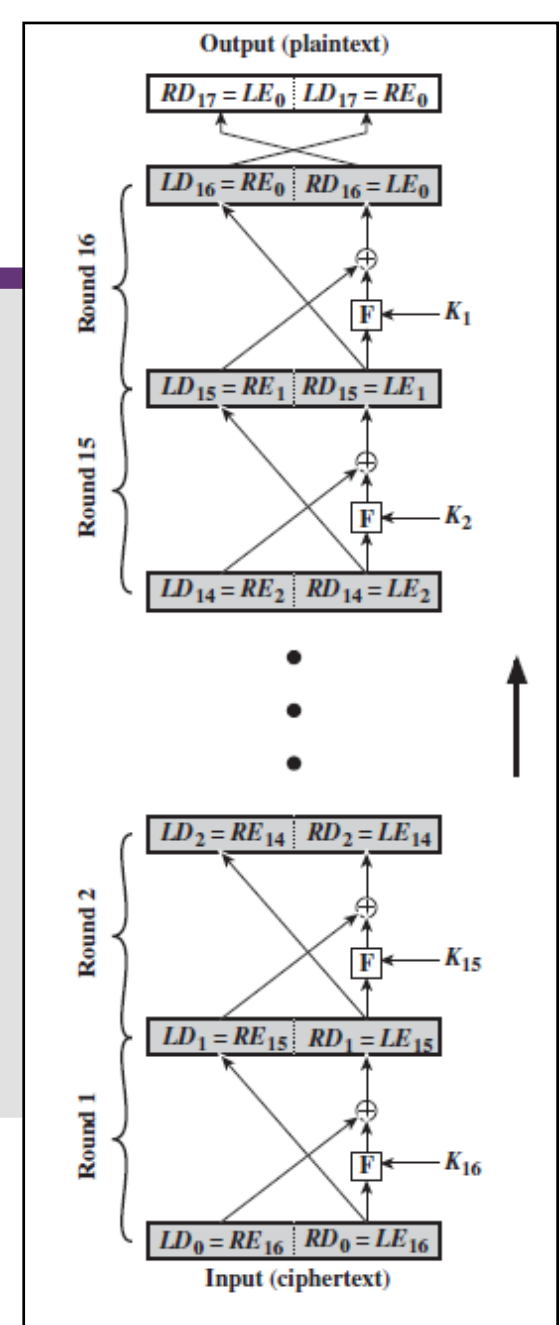 Output (plaintext)
RD17 = LE0 LD17 = RE0
LD16 = RE0 RD16 = LE0
Round 16
F K1
LD15 = RE1 RD15 = LE1
Round 15
F K2
LD14 = RE2 RD14 = LE2
LD2 = RE14 RD2 = LE14
Round 2
F K15
LD1 = RE15 RD1 = LE15
Round 1
F K16
LD0 = RE16 RD0 = LE16
Input (ciphertext)